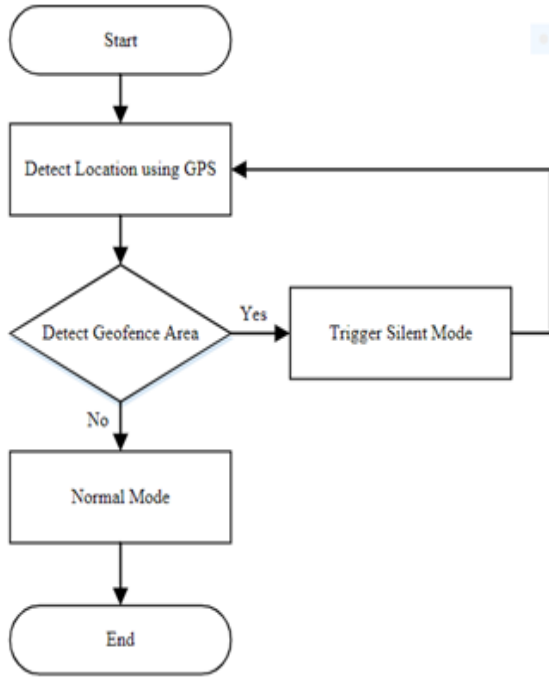 Start
Detect Location using GPS
Detect Geofence Area
Yes
Trigger Silent Mode
No
Normal Mode
End